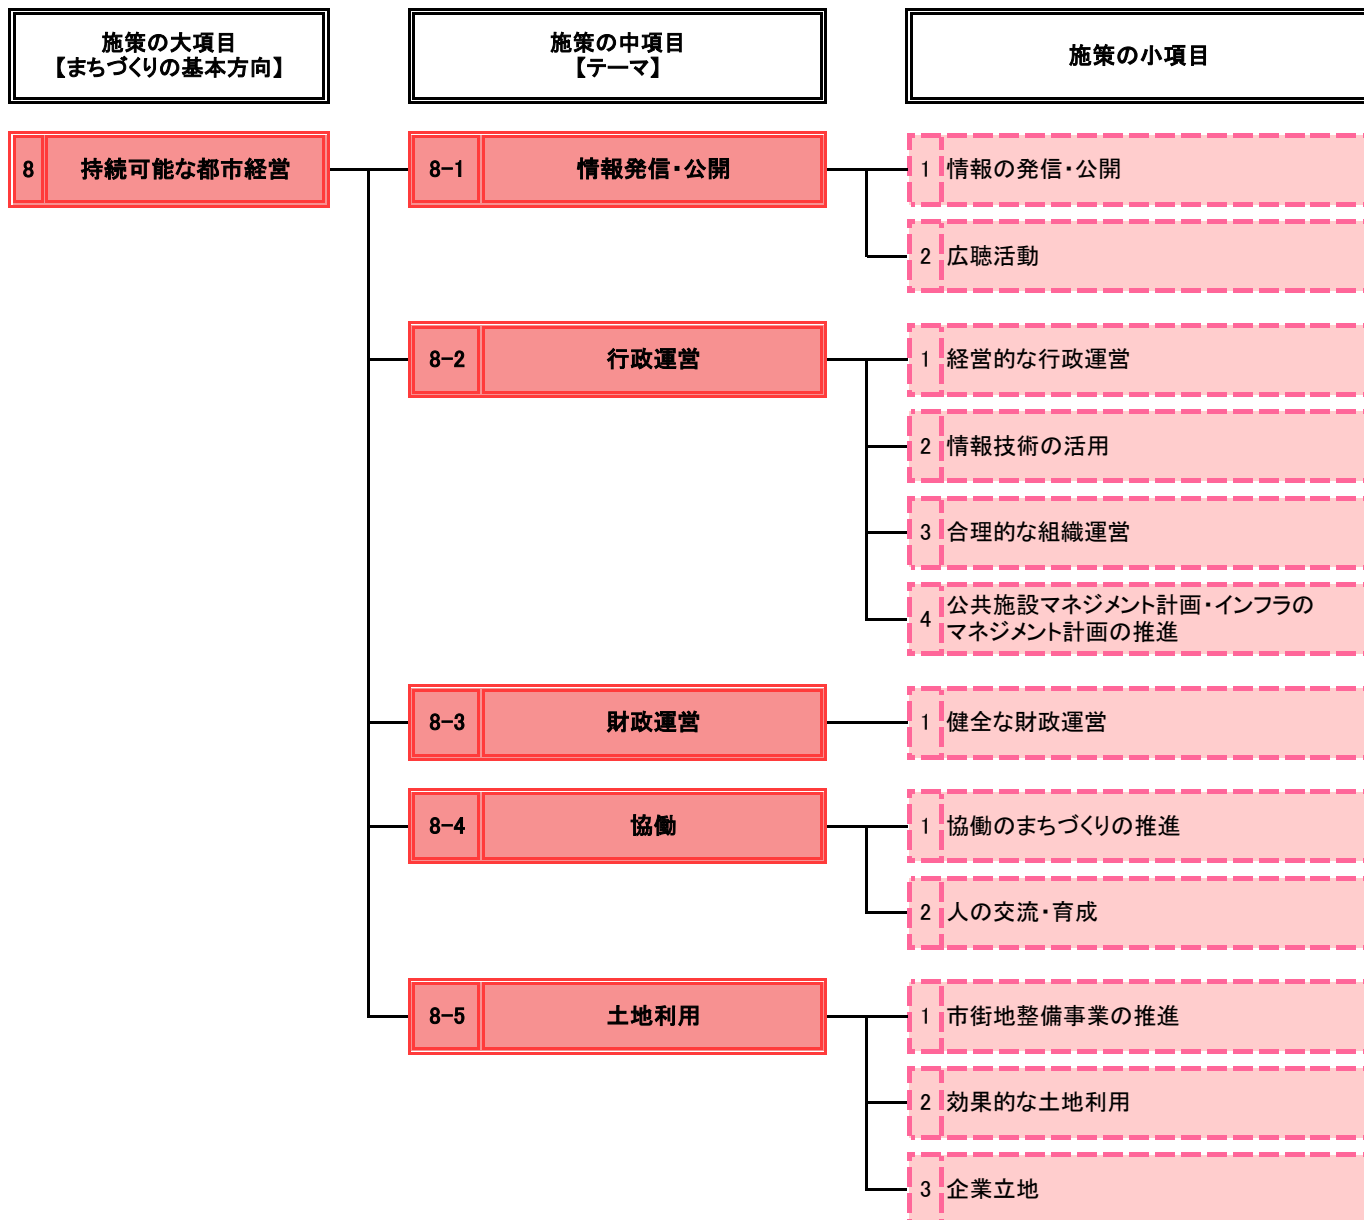 施策の大項目
【まちづくりの基本方向】
施策の中項目
【テーマ】
施策の小項目
8 持続可能な都市経営
8-1 情報発信・公開
1 情報の発信・公開
2 広聴活動
8-2 行政運営
1 経営的な行政運営
2 情報技術の活用
3 合理的な組織運営
4 公共施設マネジメント計画・インフラの
マネジメント計画の推進
8-3 財政運営
1 健全な財政運営
8-4 協働
1 協働のまちづくりの推進
2 人の交流・育成
8-5 土地利用
1 市街地整備事業の推進
2 効果的な土地利用
3 企業立地